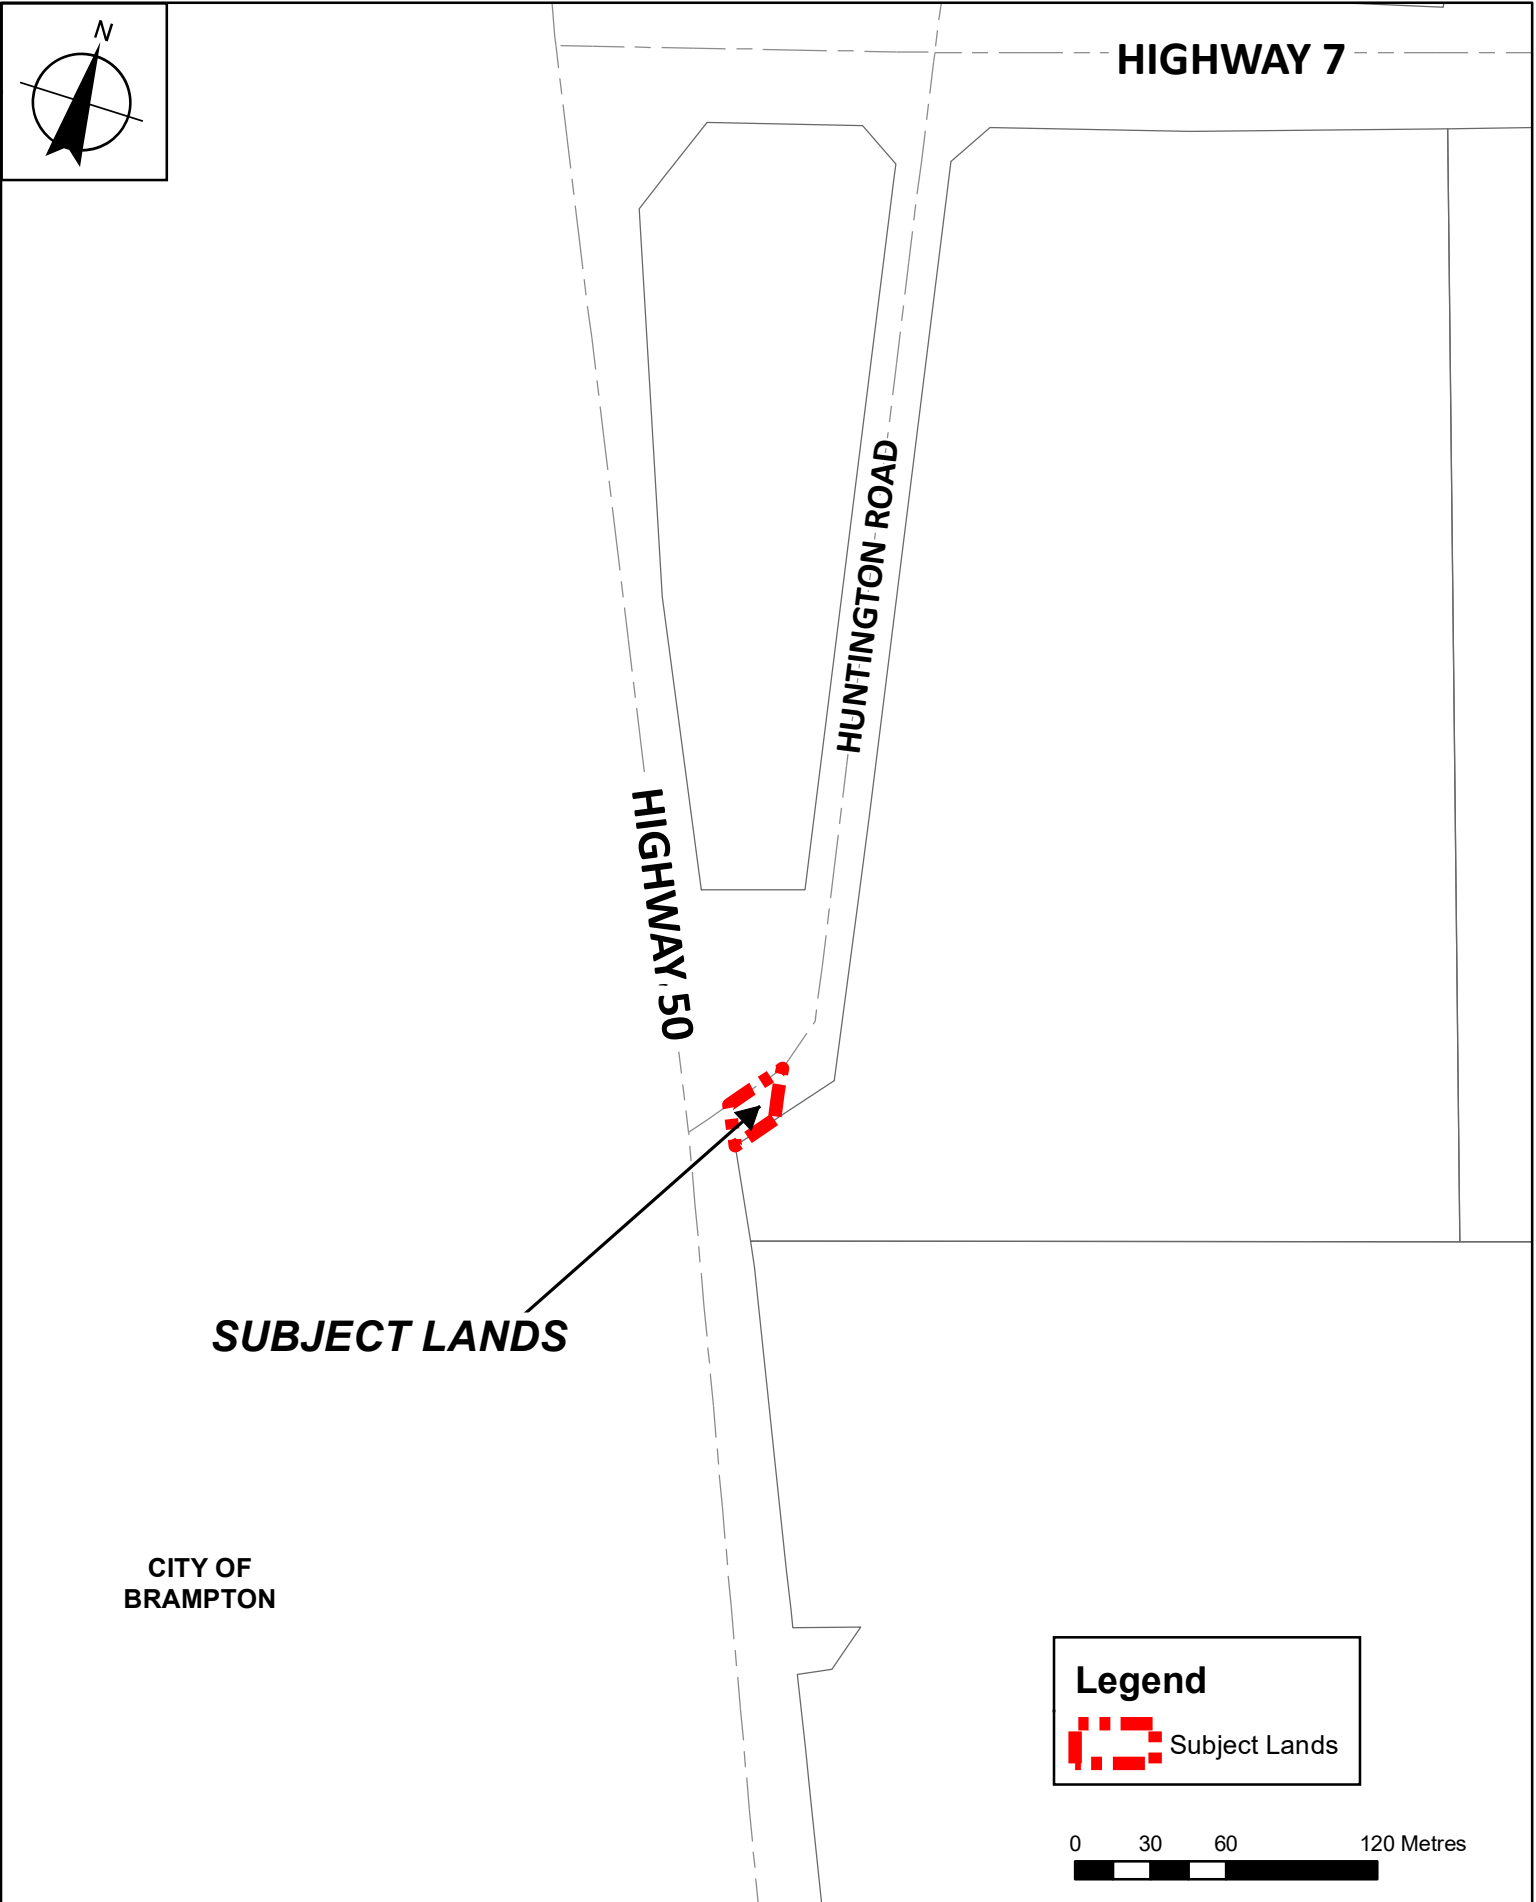 N
HIGHWAY 7
HUNTINGTON ROAD
HIGHWAY 50
SUBJECT LANDS
CITY OF
BRAMPTON
Legend
Subject Lands
0 30 60 120 Metres